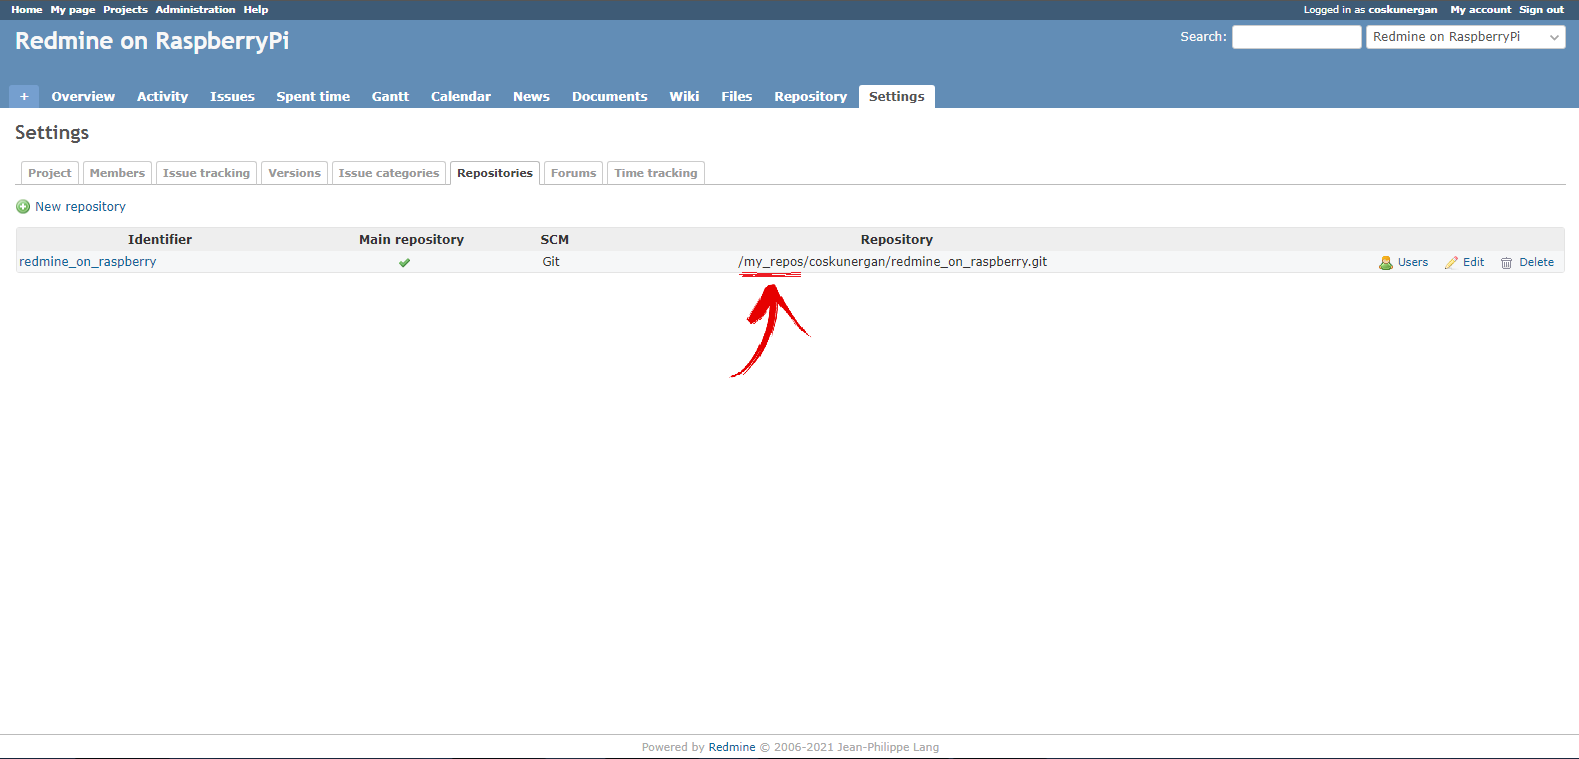 Home My page Projects Administration Help Logged in as coskunergan My account Sign out
Redmine on RaspberryPi Search: Redmine on RaspberryPi
+ Overview Activity Issues Spent time Gantt Calendar News Documents Wiki Files Repository Settings
Settings
Project Members Issue tracking Versions Issue categories Repositories Forums Time tracking
New repository
Identifier Main repository SCM Repository
redmine_on_raspberry Git /my_repos/coskunergan/redmine_on_raspberry.git Users Edit Delete
Powered by Redmine © 2006-2021 Jean-Philippe Lang